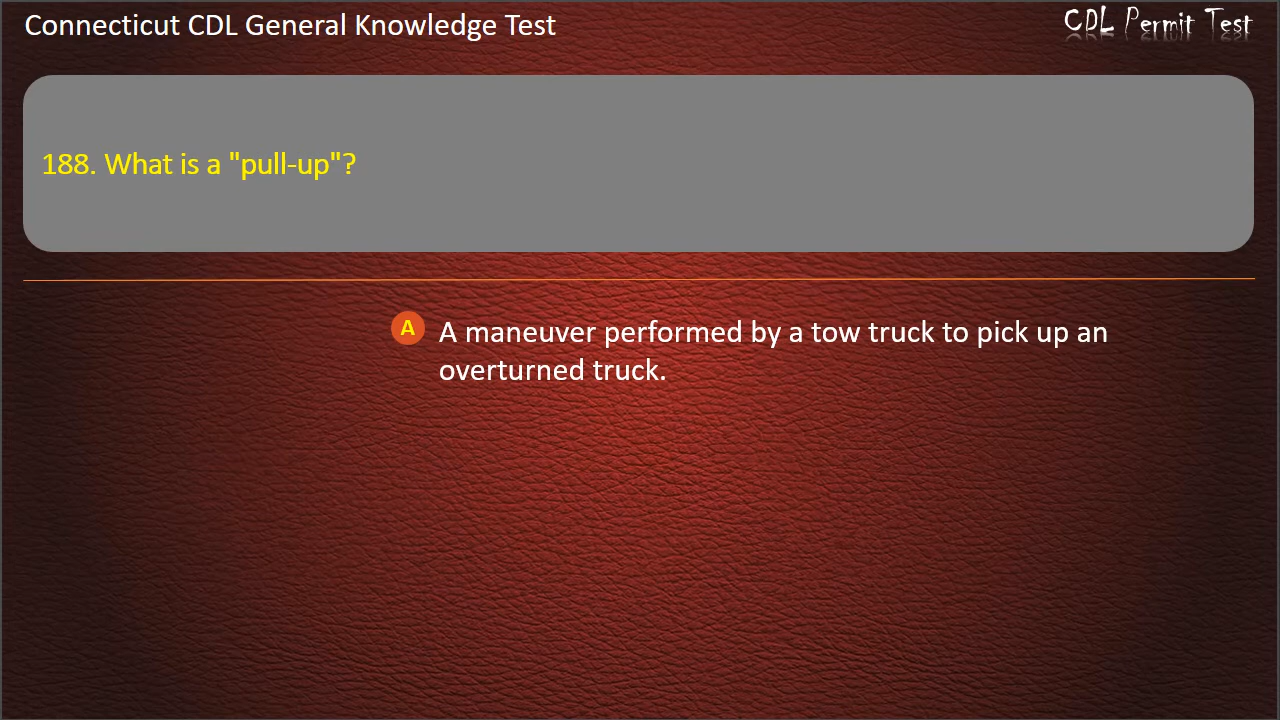 Connecticut CDL General Knowledge Test
CDL Permit Test
188. What is a "pull-up"?
A A maneuver performed by a tow truck to pick up an
overturned truck.